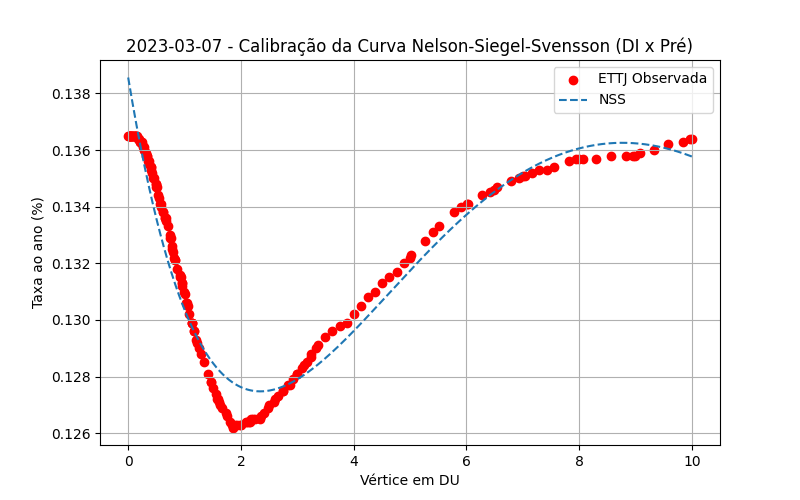 2023-03-07 - Calibração da Curva Nelson-Siegel-Svensson (DI x Pré)
ETTJ Observada
NSS
Taxa ao ano (%)
0.138
0.136
0.134
0.132
0.130
0.128
0.126
0 2 4 6 8 10
Vértice em DU